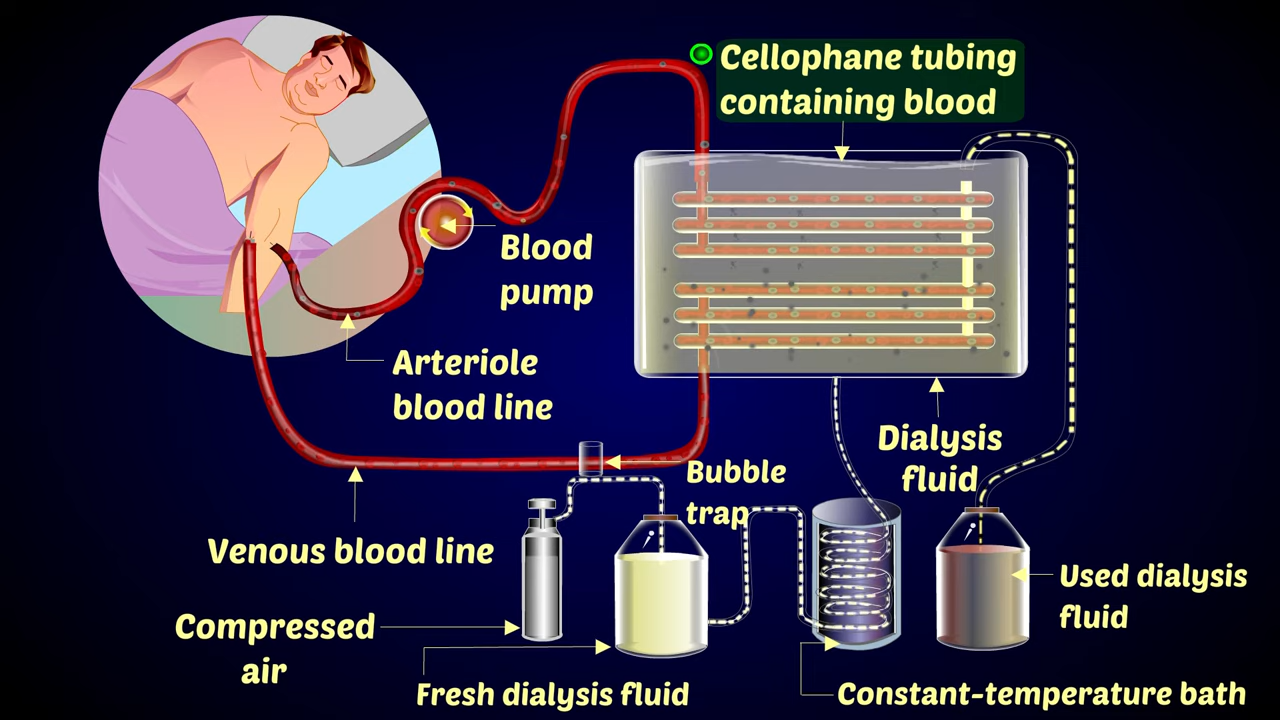 Cellophane tubing
containing blood
Blood
pump
Arteriole
blood line
Dialysis
fluid
Bubble
trap
Venous blood line
Used dialysis
fluid
Compressed
air
Fresh dialysis fluid
Constant-temperature bath